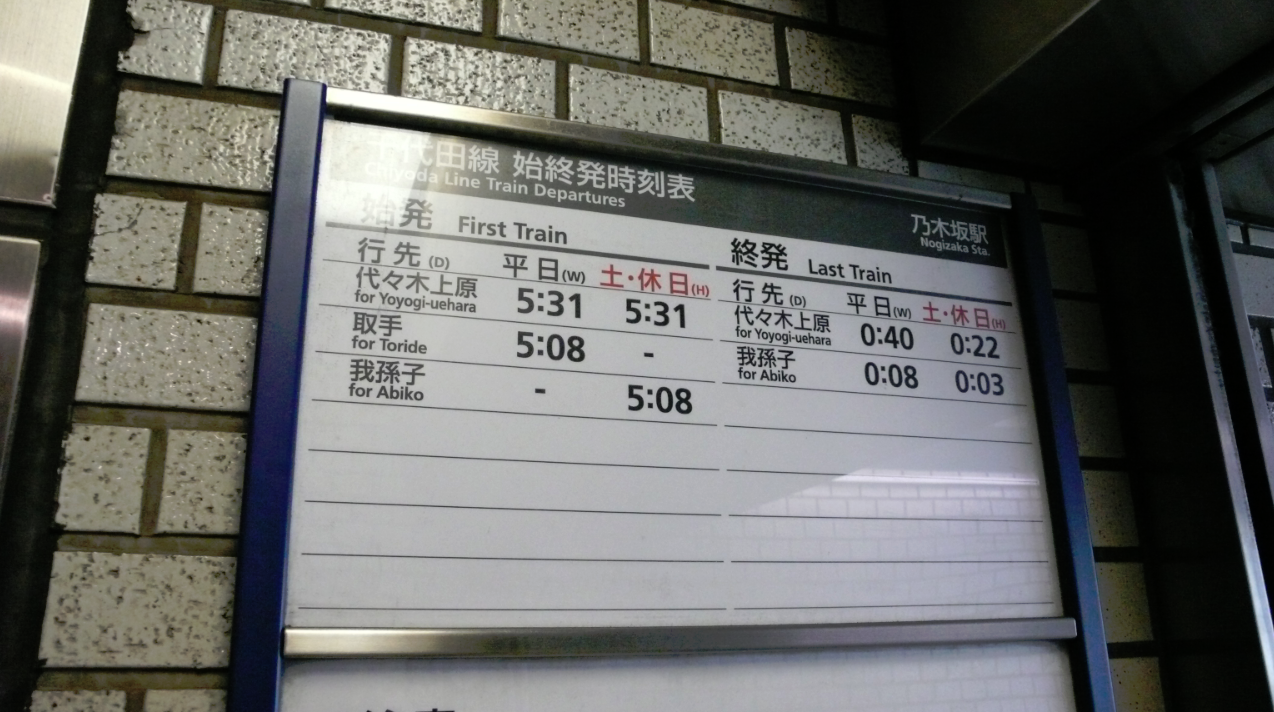 千代田線 始終発時刻表
Chiyoda Line Train Departures
乃木坂駅
Nogizaka Sta.
始発 First Train
行先(D) 平日(W) 土・休日(H)
代々木上原 5:31 5:31
for Yoyogi-uehara
取手 5:08 -
for Toride
我孫子 - 5:08
for Abiko
終発 Last Train
行先(D) 平日(W) 土・休日(H)
代々木上原 0:40 0:22
for Yoyogi-uehara
我孫子 0:08 0:03
for Abiko